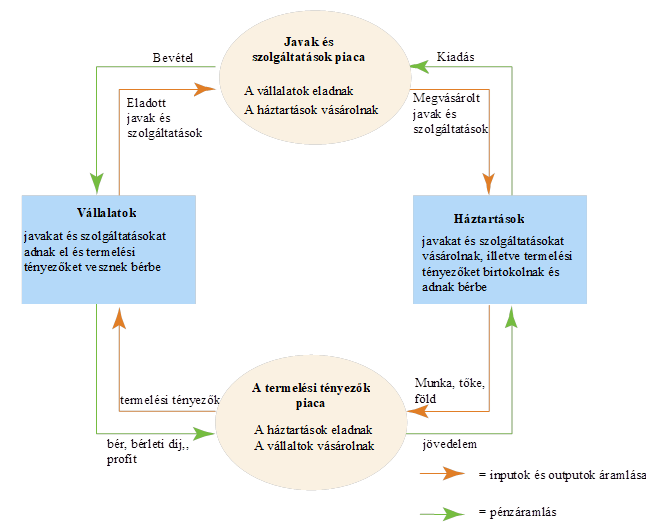 Javak és
szolgáltatások piaca
A vállalatok eladnak
A háztartások vásárolnak
Bevétel
Kiadás
Eladott
javak és
szolgáltatások
Megvásárolt
javak és
szolgáltatások
Vállalatok
javakat és szolgáltatásokat
adnak el és termelési
tényezőket vesznek bérbe
Háztartások
javakat és szolgáltatásokat
vásárolnak, illetve termelési
tényezőket birtokolnak és
adnak bérbe
termelési tényezők
Munka, tőke,
föld
A termelési tényezők
piaca
A háztartások eladnak
A vállaltok vásárolnak
bér, bérleti díj,,
profit
jövedelem
= inputok és outputok áramlása
= pénzáramlás